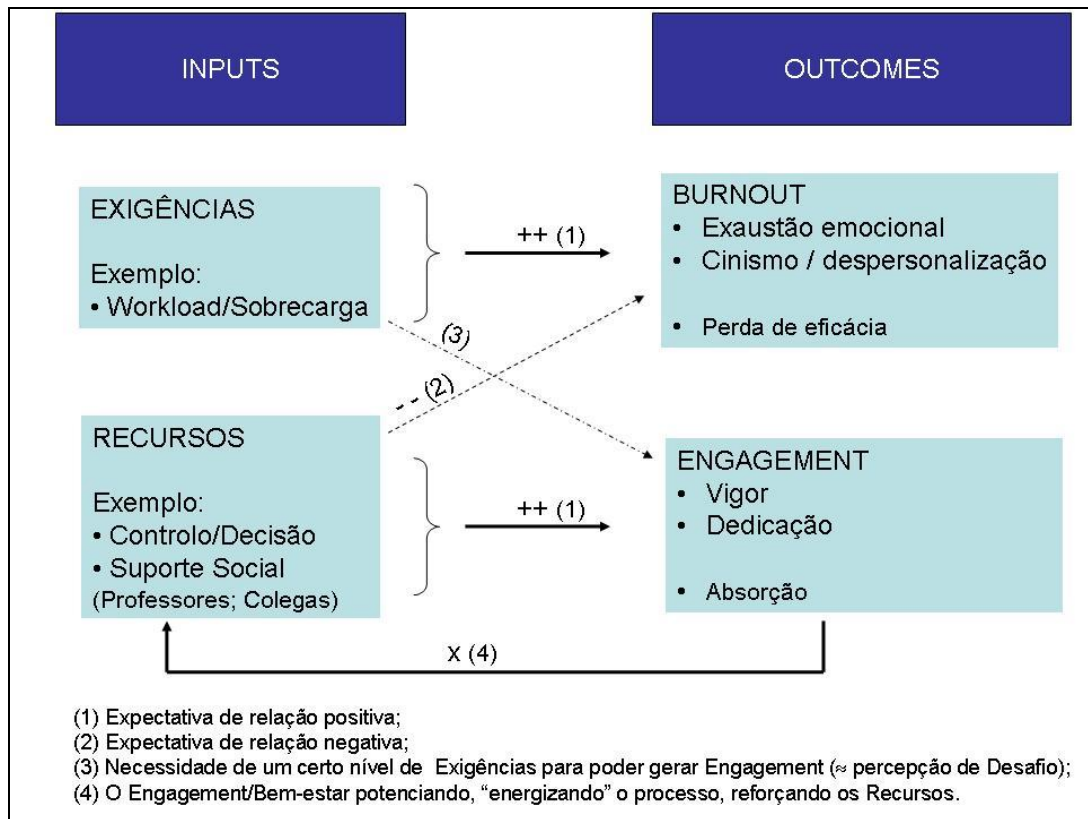 INPUTS
OUTCOMES
EXIGÊNCIAS
Exemplo:
• Workload/Sobrecarga
++ (1)
BURNOUT
• Exaustão emocional
• Cinismo / despersonalização
• Perda de eficácia
(3)
- - (2)
RECURSOS
Exemplo:
• Controlo/Decisão
• Suporte Social
(Professores; Colegas)
++ (1)
ENGAGEMENT
• Vigor
• Dedicação
• Absorção
x (4)
(1) Expectativa de relação positiva;
(2) Expectativa de relação negativa;
(3) Necessidade de um certo nível de Exigências para poder gerar Engagement (≈ percepção de Desafio);
(4) O Engagement/Bem-estar potenciando, “energizando” o processo, reforçando os Recursos.